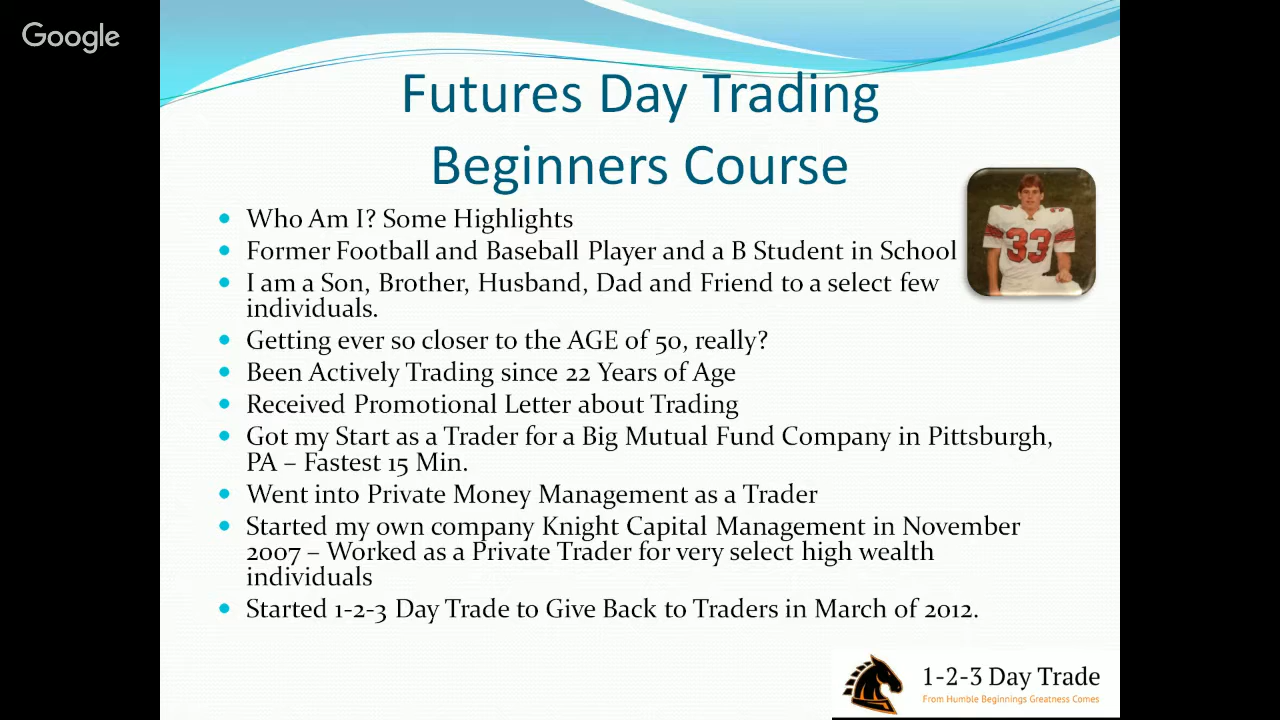 Google
Futures Day Trading
Beginners Course
33
Who Am I? Some Highlights
Former Football and Baseball Player and a B Student in School
I am a Son, Brother, Husband, Dad and Friend to a select few
individuals.
Getting ever so closer to the AGE of 50, really?
Been Actively Trading since 22 Years of Age
Received Promotional Letter about Trading
Got my Start as a Trader for a Big Mutual Fund Company in Pittsburgh,
PA – Fastest 15 Min.
Went into Private Money Management as a Trader
Started my own company Knight Capital Management in November
2007 – Worked as a Private Trader for very select high wealth
individuals
Started 1-2-3 Day Trade to Give Back to Traders in March of 2012.
1-2-3 Day Trade
From Humble Beginnings Greatness Comes